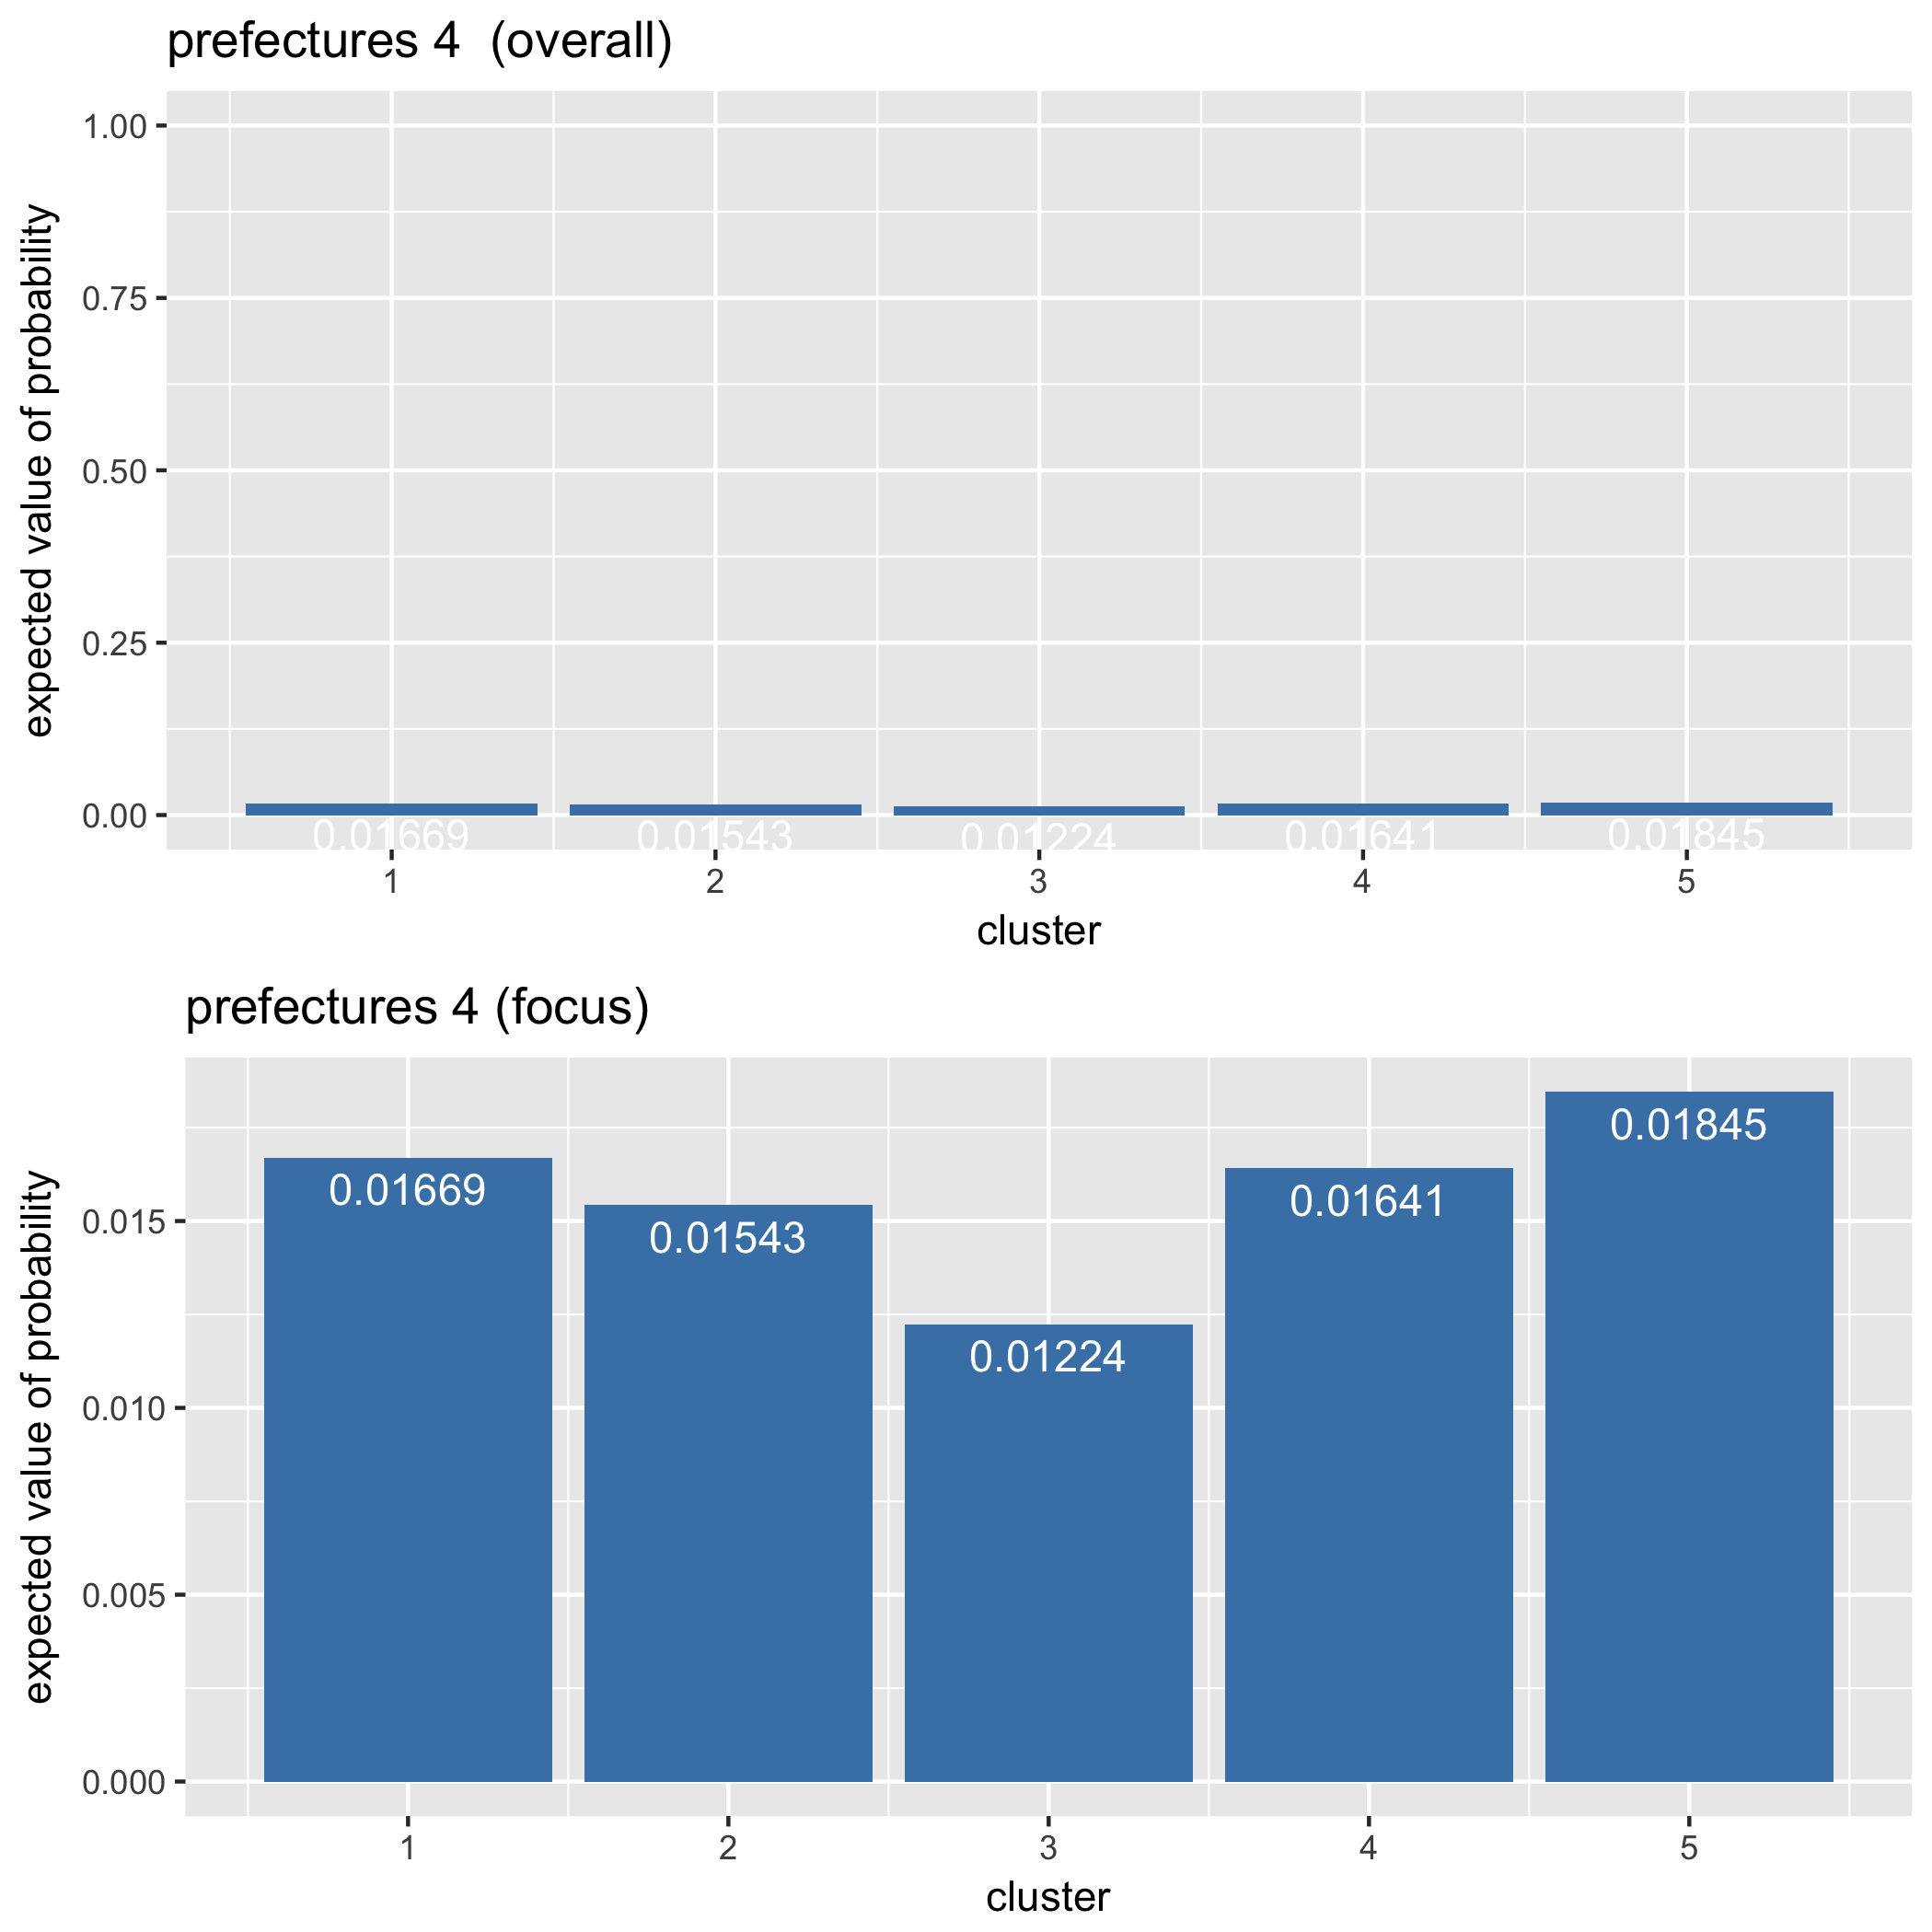 prefectures 4 (overall)
expected value of probability
1.00
0.75
0.50
0.25
0.00
0.01669 0.01543 0.01224 0.01641 0.01845
1 2 3 4 5
cluster
prefectures 4 (focus)
expected value of probability
0.01845
0.01669
0.01641
0.01543
0.01224
0.015
0.010
0.005
0.000
1 2 3 4 5
cluster